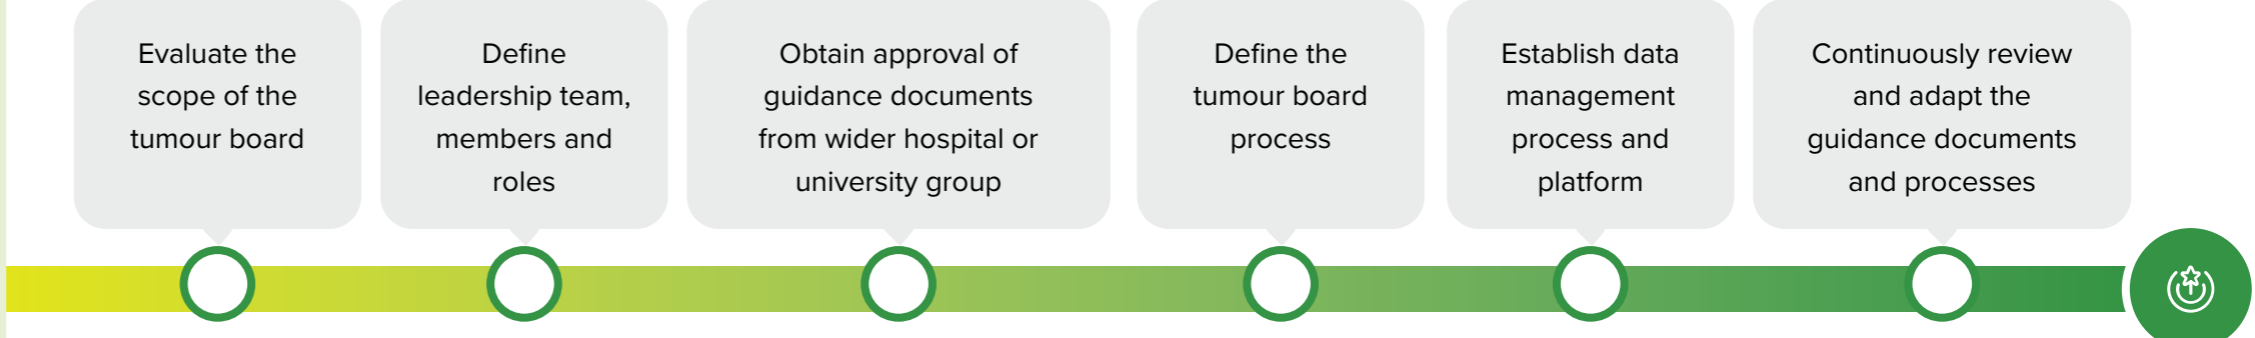 Evaluate the
scope of the
tumour board
Define
leadership team,
members and
roles
Obtain approval of
guidance documents
from wider hospital or
university group
Define the
tumour board
process
Establish data
management
process and
platform
Continuously review
and adapt the
guidance documents
and processes